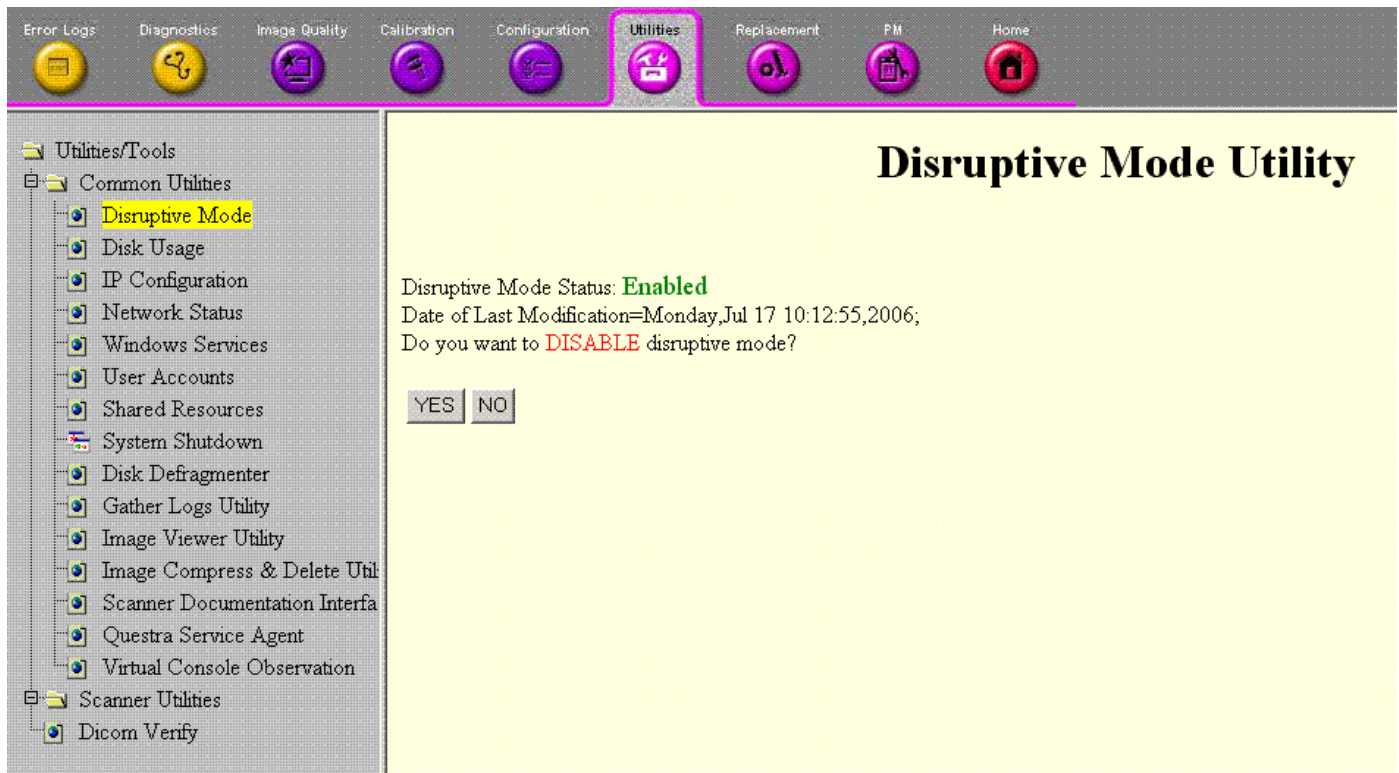 Error Logs
Diagnostics
Image Quality
Calibration
Configuration
Utilities
Replacement
PM
Home
Utilities/Tools
Common Utilities
Disruptive Mode
Disk Usage
IP Configuration
Network Status
Windows Services
User Accounts
Shared Resources
System Shutdown
Disk Defragmenter
Gather Logs Utility
Image Viewer Utility
Image Compress & Delete Util
Scanner Documentation Interfa
Questra Service Agent
Virtual Console Observation
Scanner Utilities
Dicom Verify
Disruptive Mode Utility
Disruptive Mode Status: Enabled
Date of Last Modification=Monday,Jul 17 10:12:55,2006;
Do you want to DISABLE disruptive mode?
YES NO